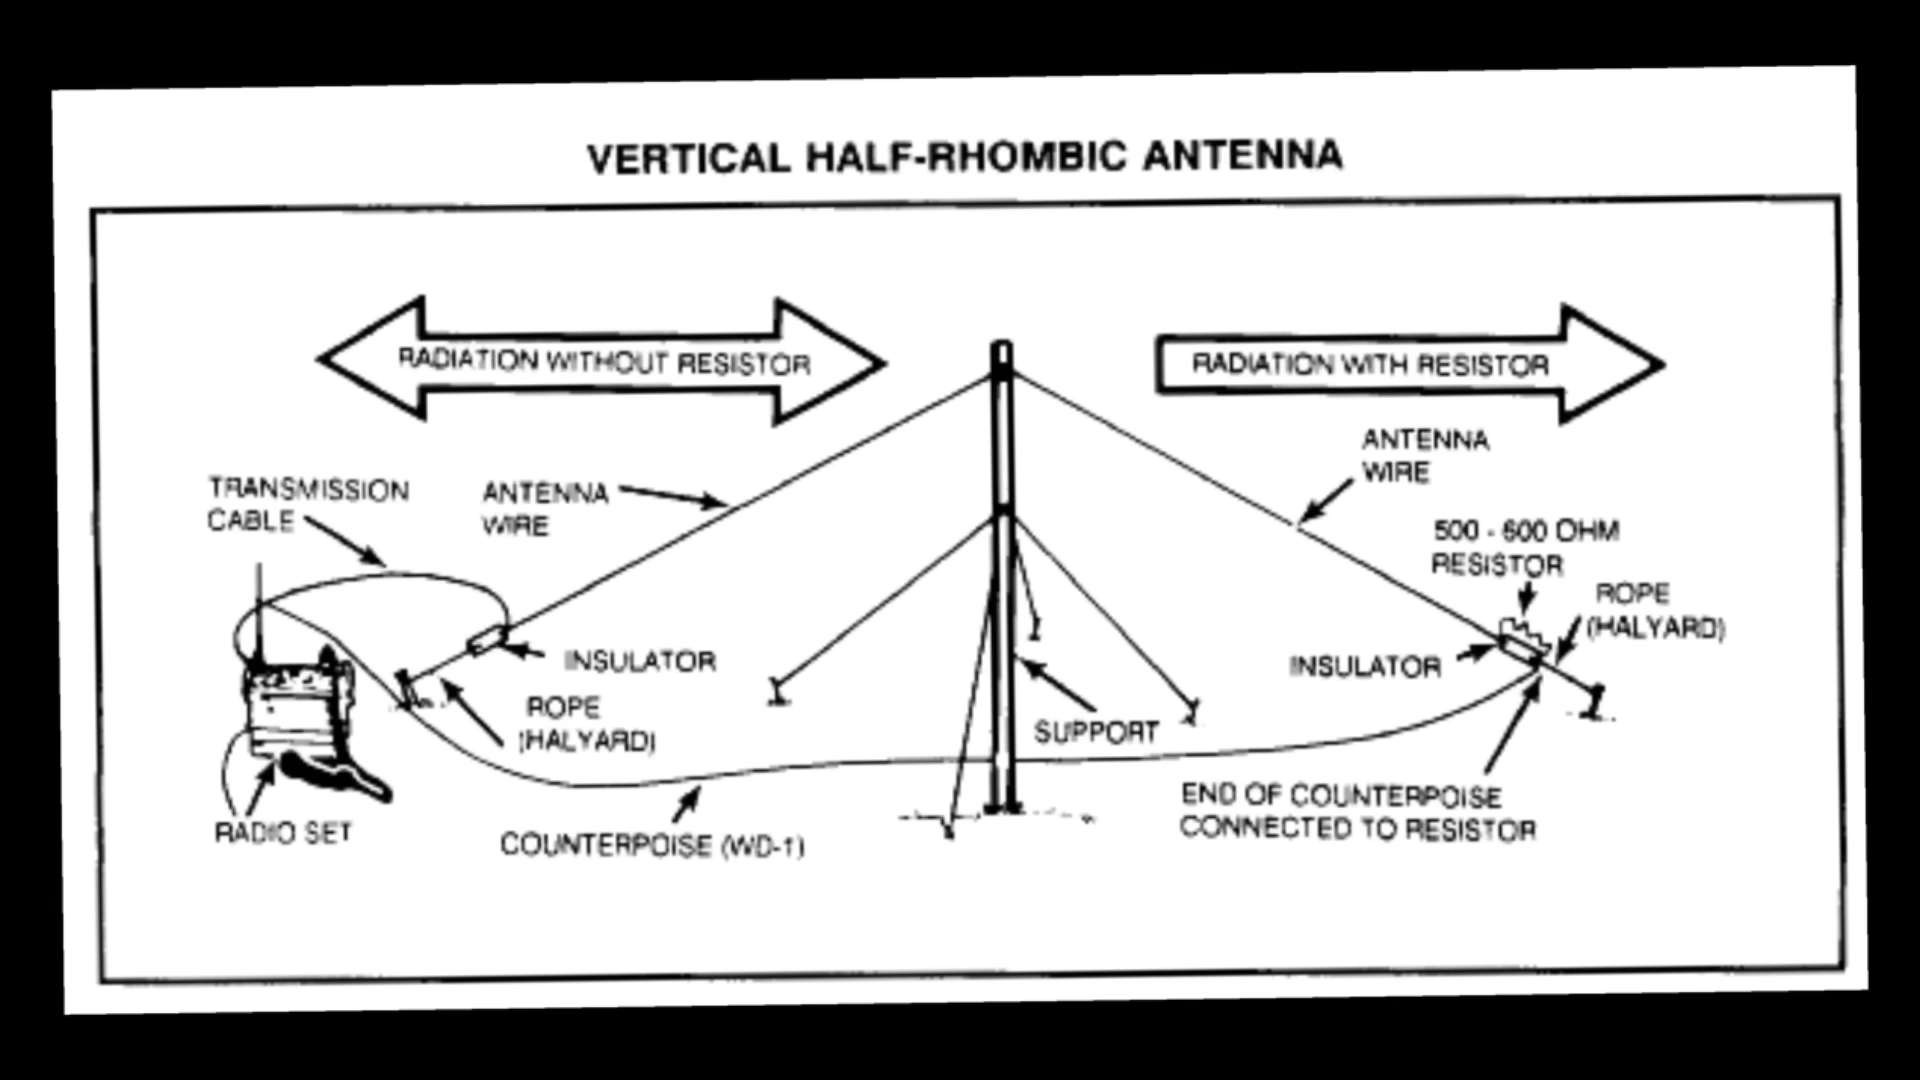 VERTICAL HALF-RHOMBIC ANTENNA
RADIATION WITHOUT RESISTOR
RADIATION WITH RESISTOR
ANTENNA
WIRE
TRANSMISSION
CABLE
ANTENNA
WIRE
500 - 600 OHM
RESISTOR
ROPE
(HALYARD)
INSULATOR
INSULATOR
ROPE
(HALYARD)
SUPPORT
END OF COUNTERPOISE
CONNECTED TO RESISTOR
RADIO SET
COUNTERPOISE (WD-1)